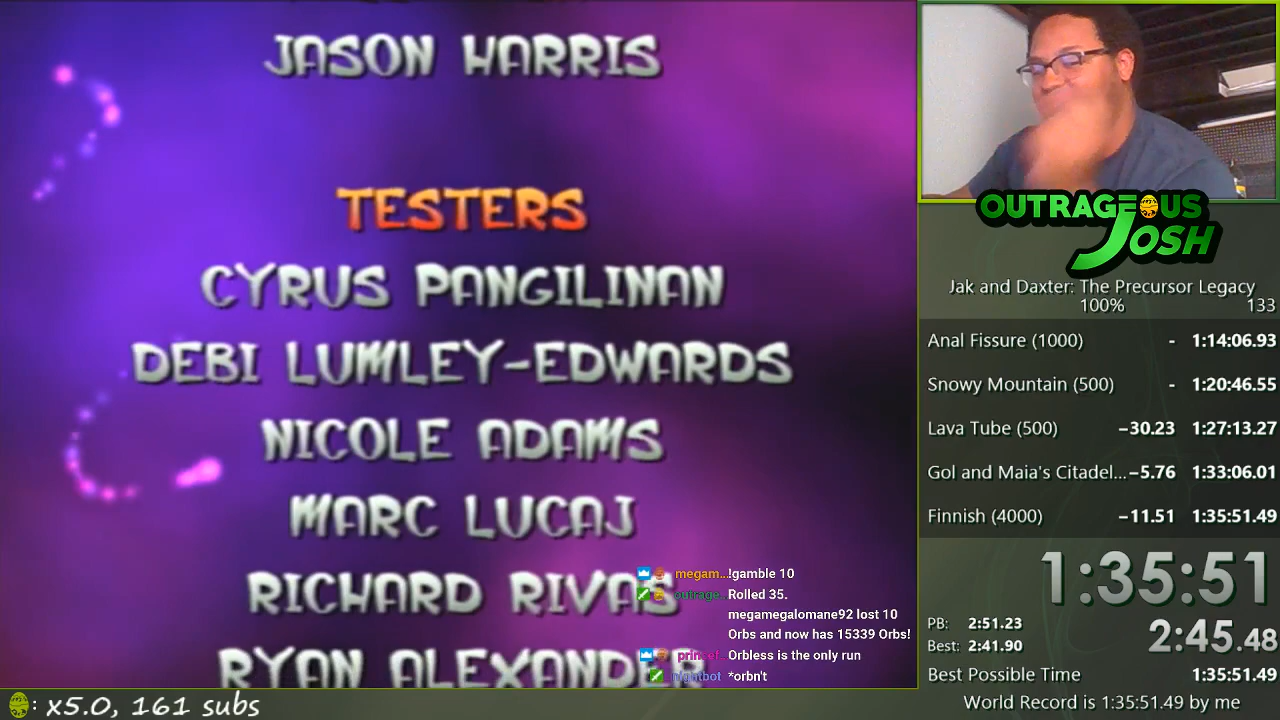 JASON HARRIS
TESTERS
CYRUS PANGILINAN
DEBI LUMLEY-EDWARDS
NICOLE ADAMS
MARC LUCAJ
RICHARD RIVAS
RYAN ALEXANDER
megam...!gamble 10
outrage... Rolled 35.
megamegalomane92 lost 10
Orbs and now has 15339 Orbs!
princef... Orbless is the only run
nightbot *orbn't
: x5.0, 161 subs
OUTRAGEOUS
JOSH
Jak and Daxter: The Precursor Legacy
100% 133
Anal Fissure (1000) - 1:14:06.93
Snowy Mountain (500) - 1:20:46.55
Lava Tube (500) −30.23 1:27:13.27
Gol and Maia's Citadel... −5.76 1:33:06.01
Finnish (4000) −11.51 1:35:51.49
1:35:51
PB: 2:51.23
Best: 2:41.90
2:45.48
Best Possible Time 1:35:51.49
World Record is 1:35:51.49 by me